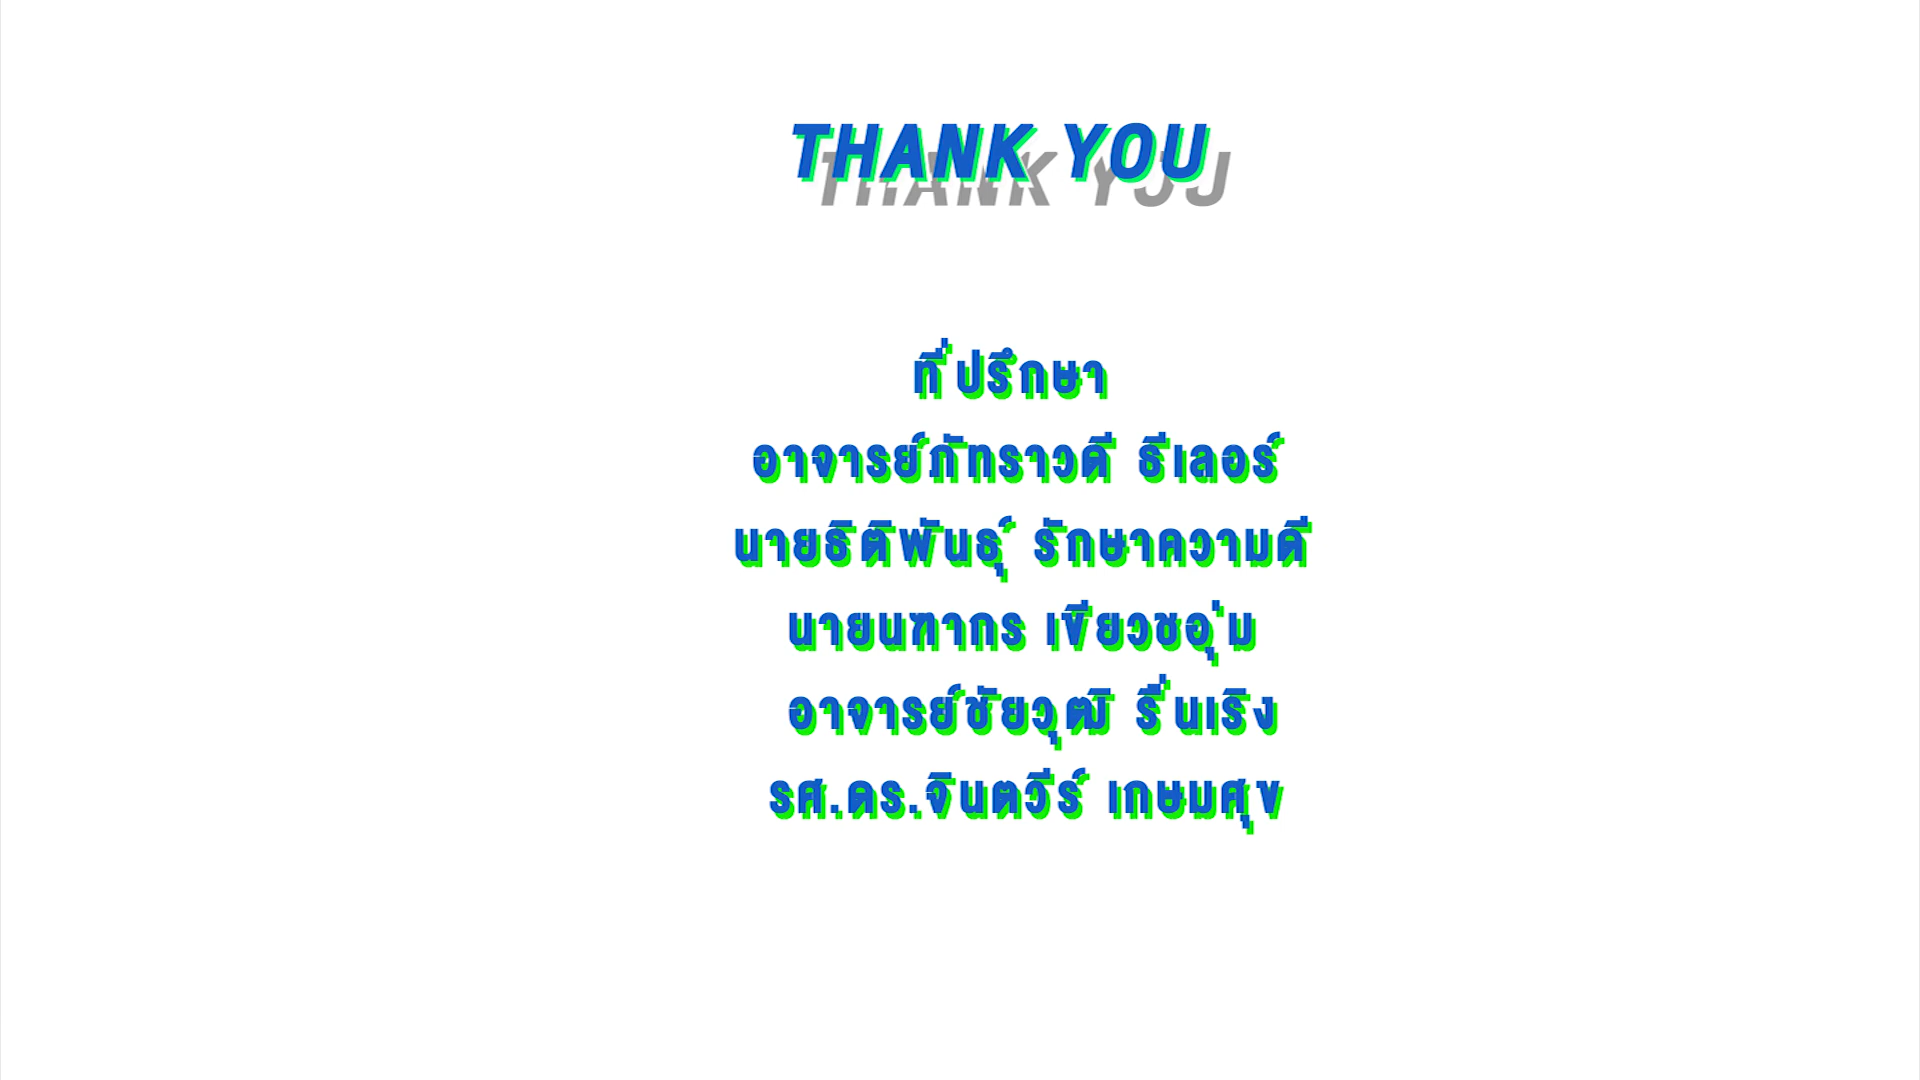 THANK YOU
ที่ปรึกษา
อาจารย์ภัทราวดี ธีเลอร์
นายธิติพันธุ์ รักษาความดี
นายนฑากร เขียวชอุ่ม
อาจารย์ชัยวุฒิ รื่นเริง
รศ.ดร.จินตวีร์ เกษมศุข